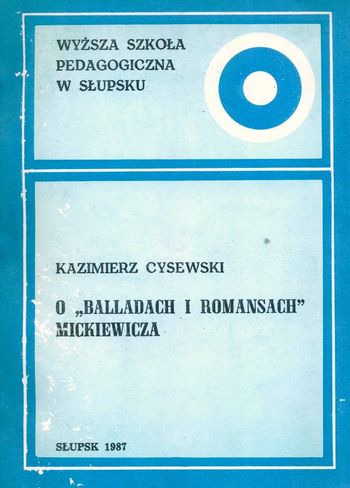 WYŻSZA SZKOŁA
PEDAGOGICZNA
W SŁUPSKU
KAZIMIERZ CYSEWSKI
O „BALLADACH I ROMANSACH”
MICKIEWICZA
SŁUPSK 1987